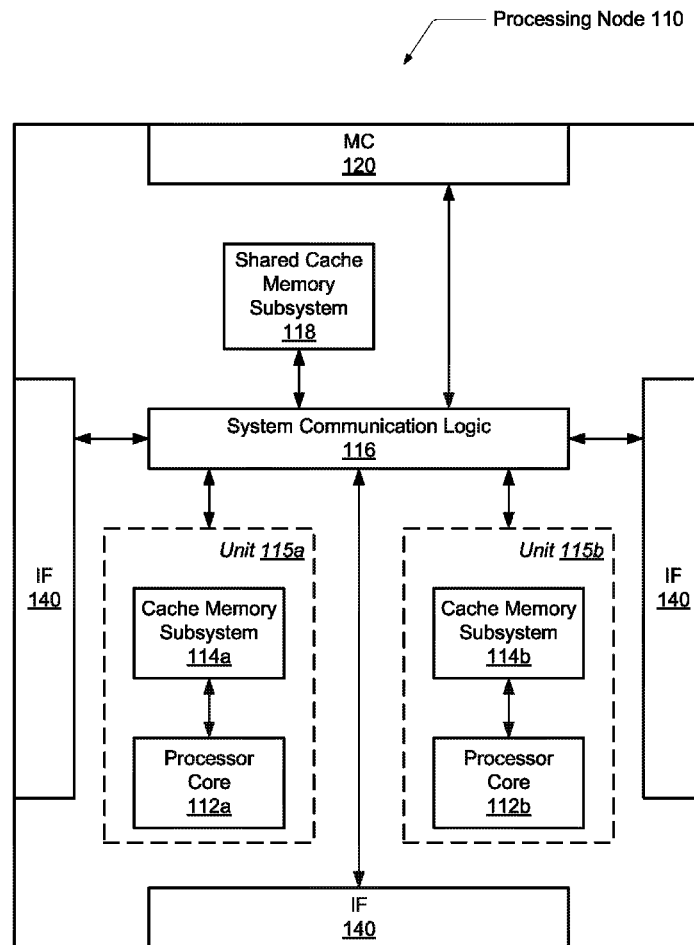 Processing Node 110
MC
120
Shared Cache
Memory
Subsystem
118
System Communication Logic
116
IF
140
Unit 115a
Cache Memory
Subsystem
114a
Processor
Core
112a
Unit 115b
Cache Memory
Subsystem
114b
Processor
Core
112b
IF
140
IF
140